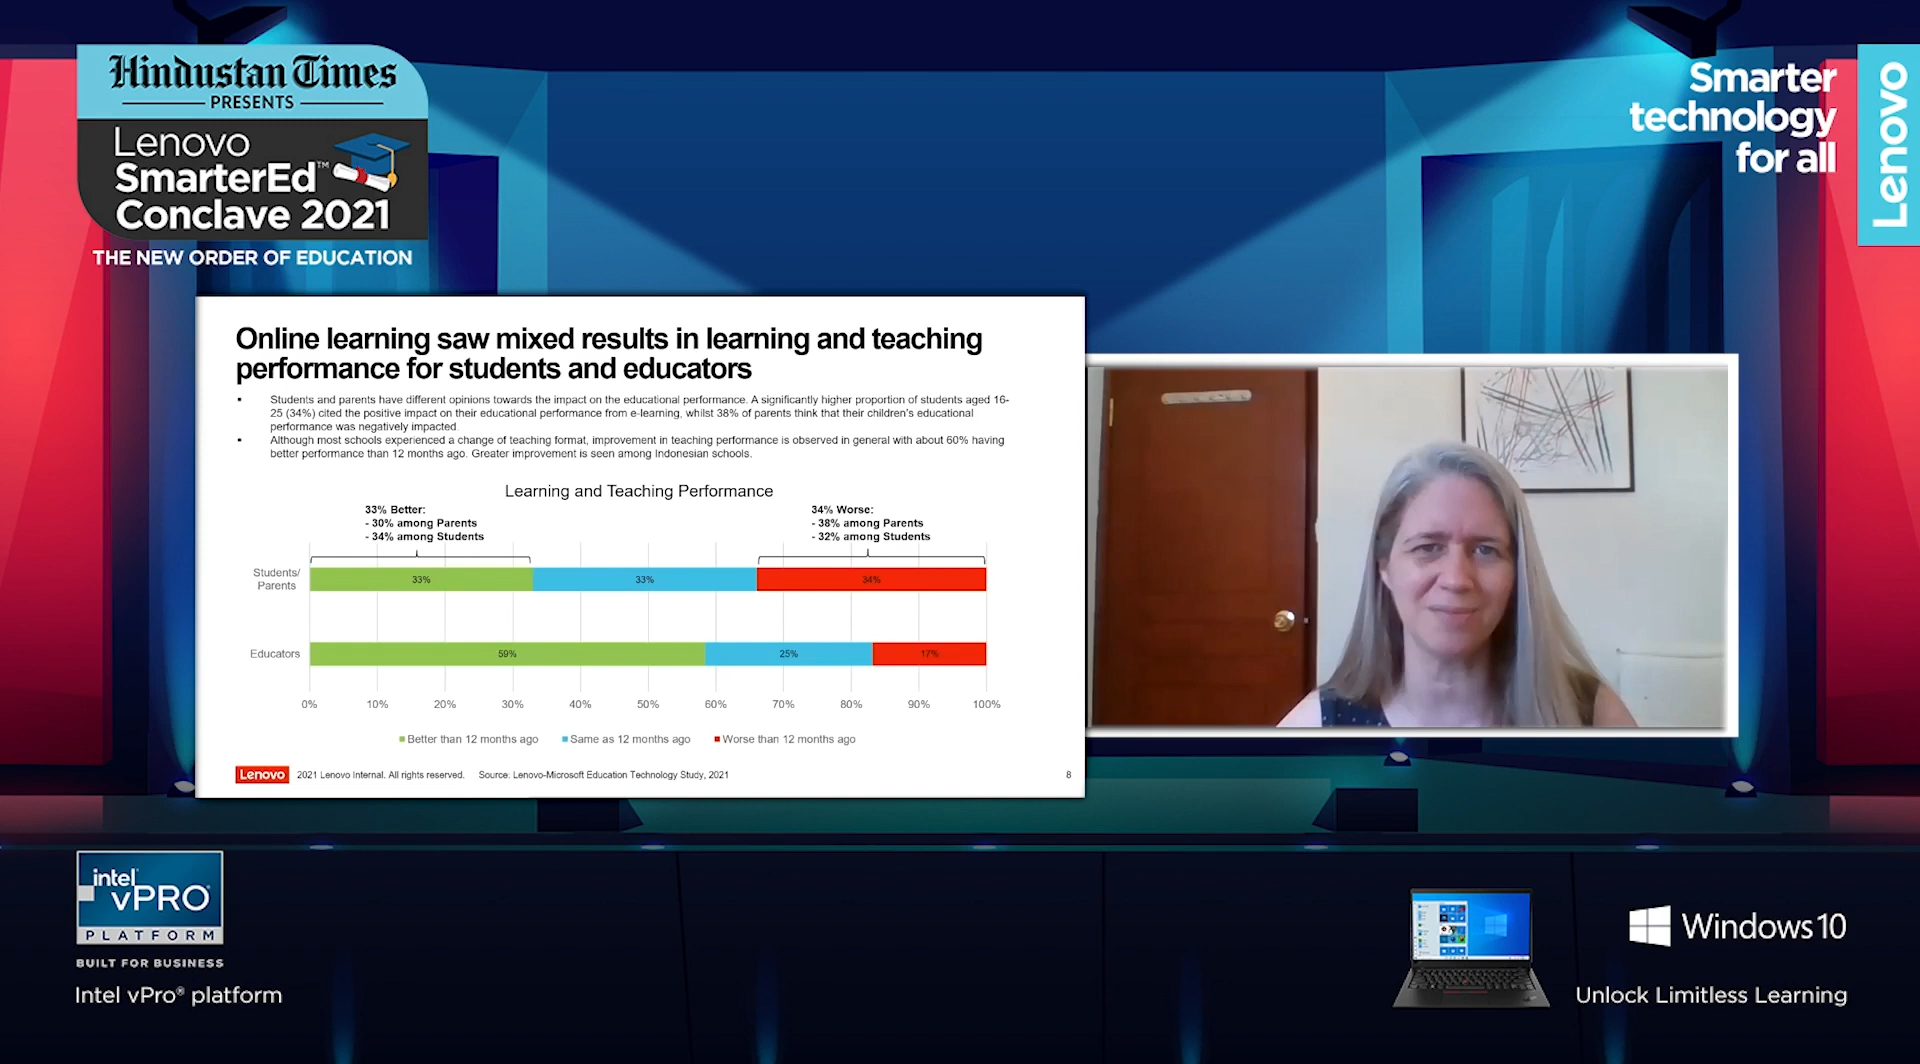 Hindustan Times
PRESENTS
Lenovo
SmarterEd™
Conclave 2021
THE NEW ORDER OF EDUCATION
Smarter
technology
for all
Lenovo
Online learning saw mixed results in learning and teaching
performance for students and educators
▪ Students and parents have different opinions towards the impact on the educational performance. A significantly higher proportion of students aged 16-
25 (34%) cited the positive impact on their educational performance from e-learning, whilst 38% of parents think that their children's educational
performance was negatively impacted.
▪ Although most schools experienced a change of teaching format, improvement in teaching performance is observed in general with about 60% having
better performance than 12 months ago. Greater improvement is seen among Indonesian schools.
Learning and Teaching Performance
33% Better:
- 30% among Parents
- 34% among Students
34% Worse:
- 38% among Parents
- 32% among Students
Students/
Parents
33% 33% 34%
Educators 59% 25% 17%
0% 10% 20% 30% 40% 50% 60% 70% 80% 90% 100%
Better than 12 months ago Same as 12 months ago Worse than 12 months ago
Lenovo 2021 Lenovo Internal. All rights reserved. Source: Lenovo-Microsoft Education Technology Study, 2021 8
intel
vPRO
PLATFORM
BUILT FOR BUSINESS
Intel vPro® platform
Windows 10
Unlock Limitless Learning